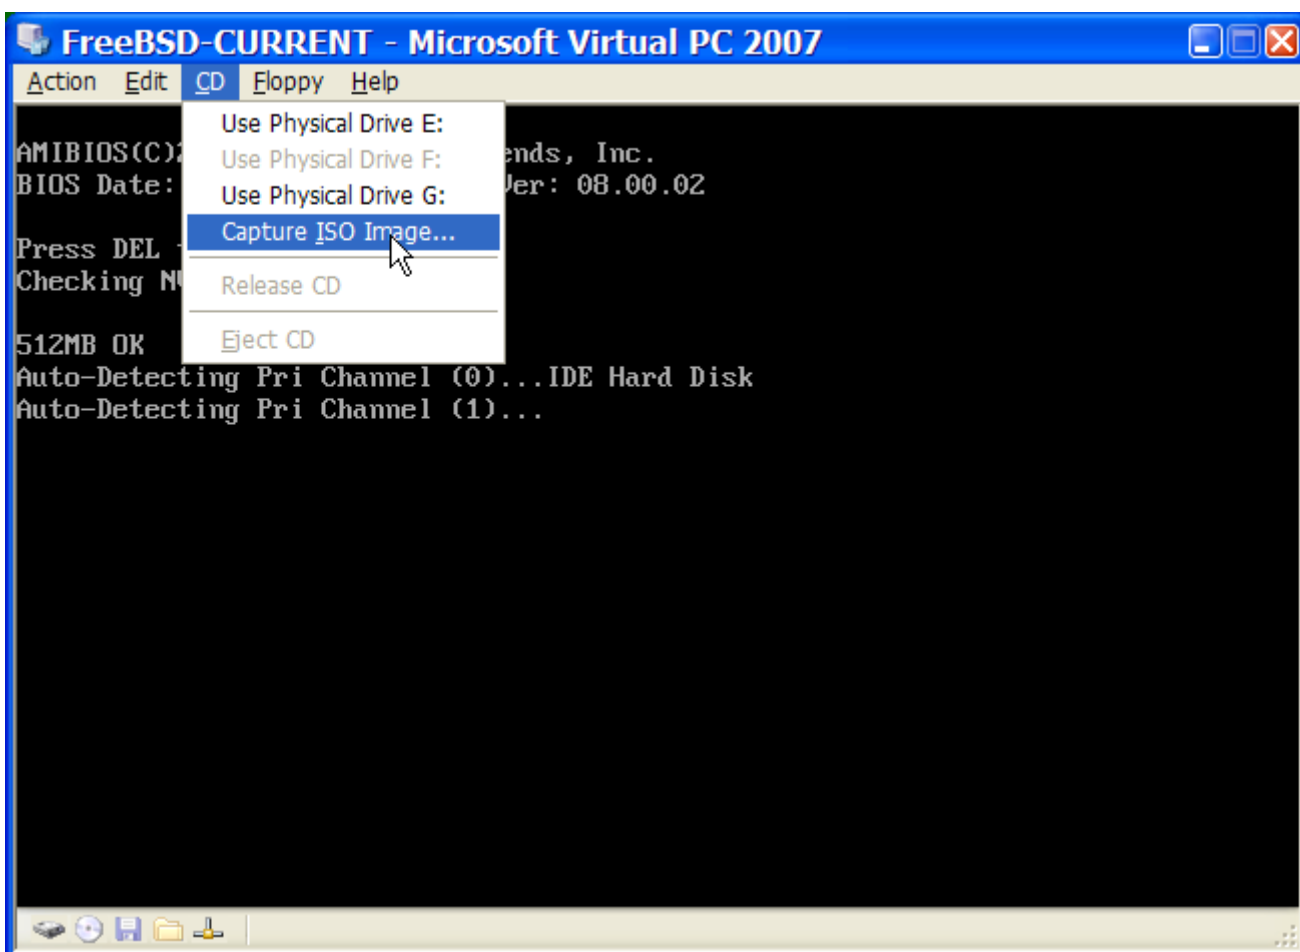 FreeBSD-CURRENT - Microsoft Virtual PC 2007
Action Edit CD Floppy Help
Use Physical Drive E:
Use Physical Drive F:
Use Physical Drive G:
Capture ISO Image...
Release CD
Eject CD
AMIBIOS(C) ends, Inc.
BIOS Date: Ver: 08.00.02
Press DEL
Checking
512MB OK
Auto-Detecting Pri Channel (0)...IDE Hard Disk
Auto-Detecting Pri Channel (1)...